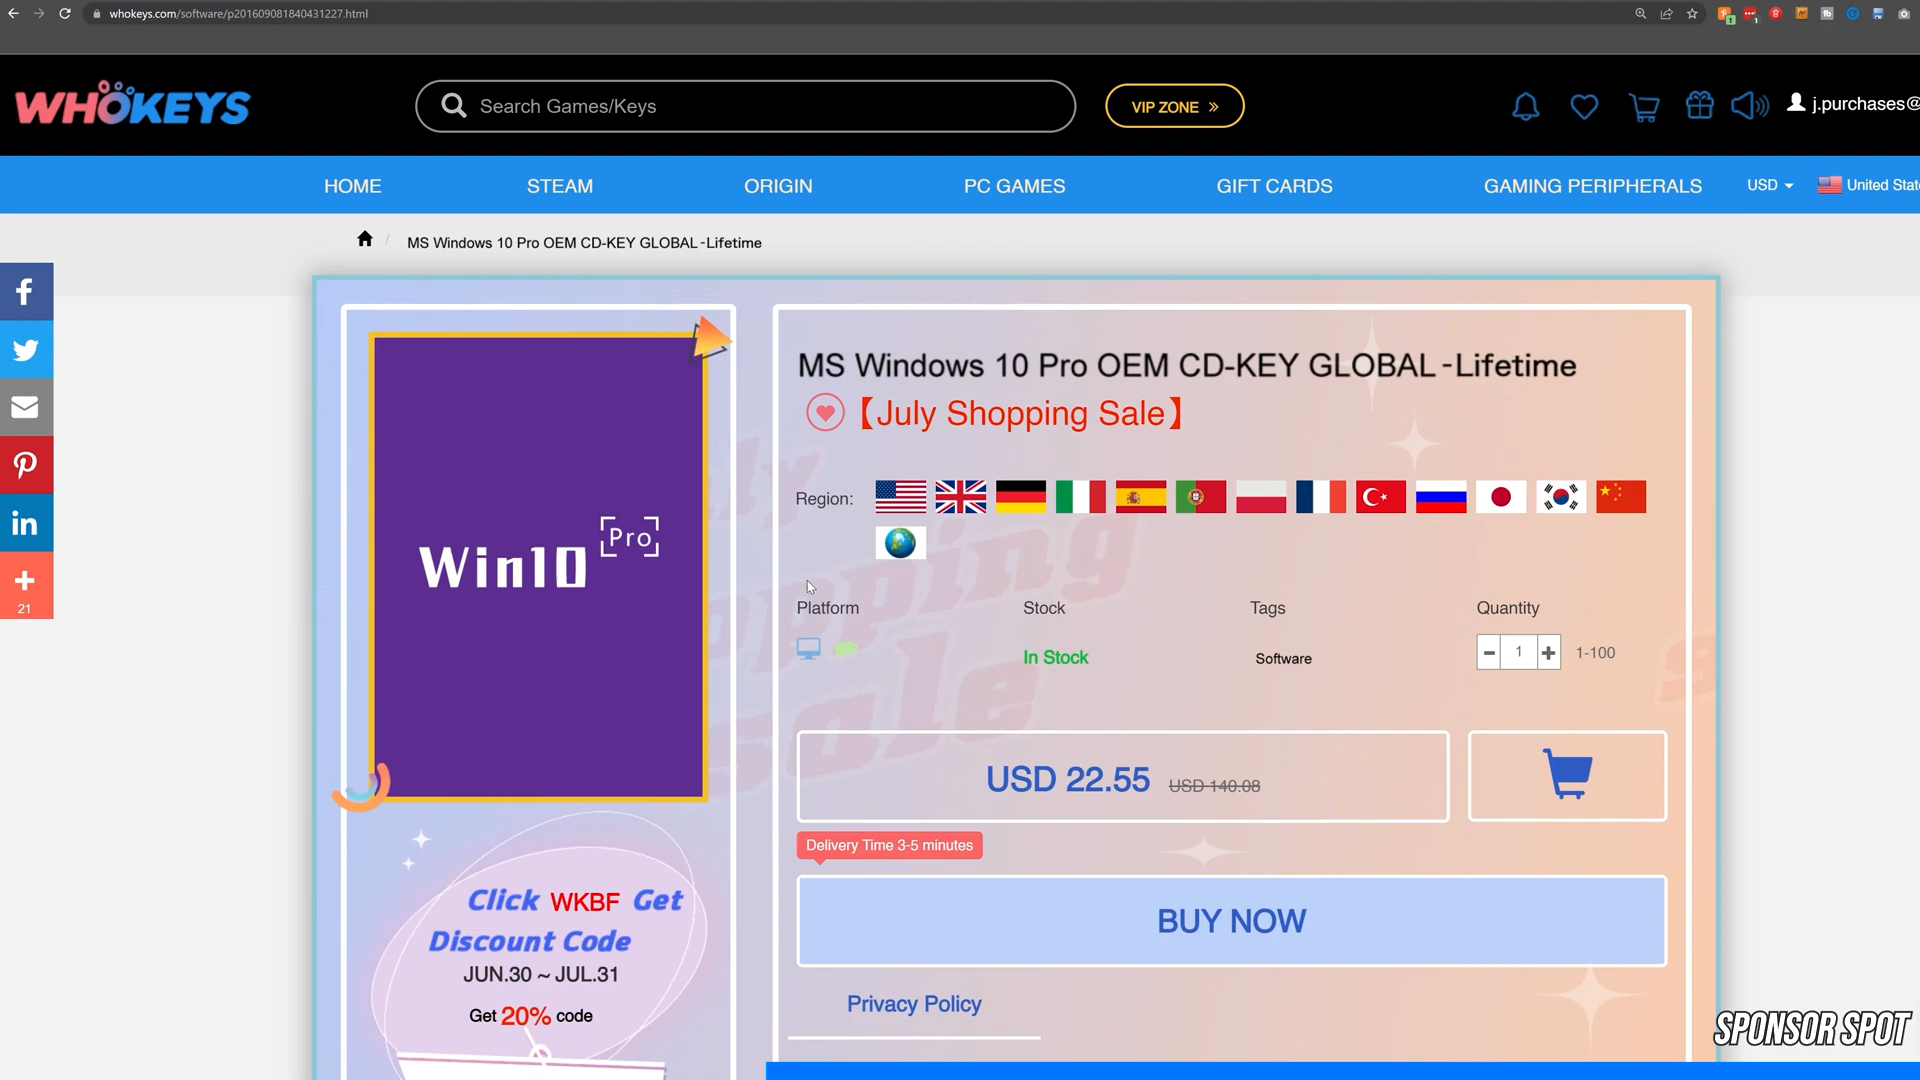 whokeys.com/software/p201609081840431227.html
WHOKEYS
Search Games/Keys
VIP ZONE »
j.purchases@
HOME
STEAM
ORIGIN
PC GAMES
GIFT CARDS
GAMING PERIPHERALS
USD
United Stat
/ MS Windows 10 Pro OEM CD-KEY GLOBAL -Lifetime
21
Win10 [Pro]
MS Windows 10 Pro OEM CD-KEY GLOBAL -Lifetime
【July Shopping Sale】
Region:
Platform
Stock
Tags
Quantity
In Stock
Software
1
1-100
USD 22.55 USD 140.08
Delivery Time 3-5 minutes
BUY NOW
Privacy Policy
Click WKBF Get
Discount Code
JUN.30 ~ JUL.31
Get 20% code
SPONSOR SPOT